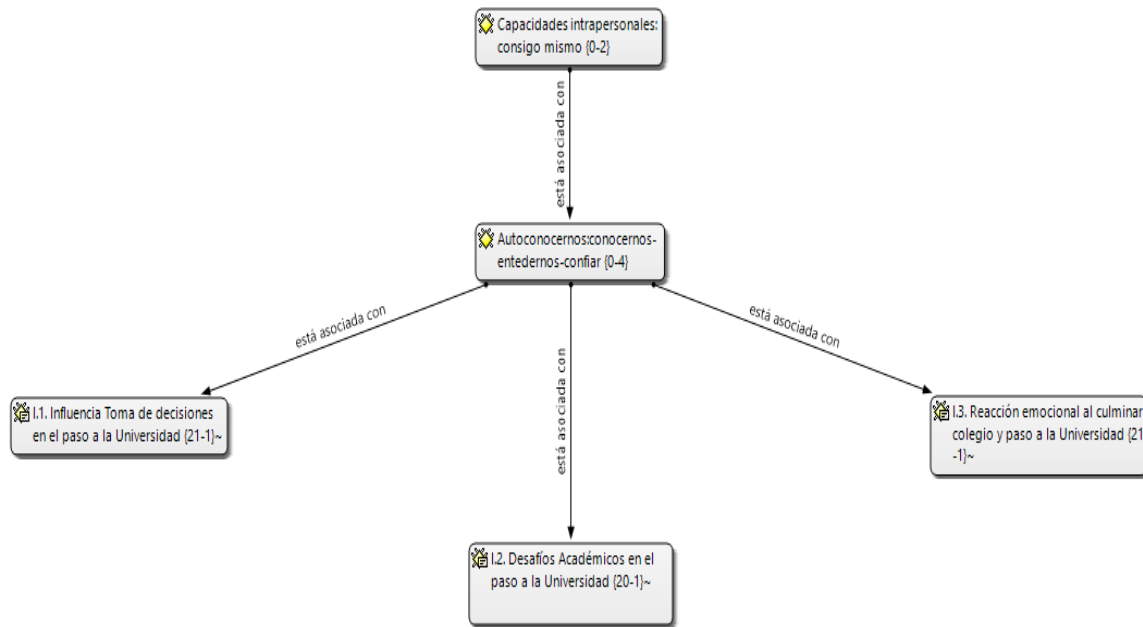 Capacidades intrapersonales:
consigo mismo {0-2}
está asociada con
Autoconocernos:conocernos-
entedernos-confiar {0-4}
está asociada con
está asociada con
está asociada con
I.1. Influencia Toma de decisiones
en el paso a la Universidad {21-1}~
I.3. Reacción emocional al culminar
colegio y paso a la Universidad {21
-1}~
I.2. Desafíos Académicos en el
paso a la Universidad {20-1}~